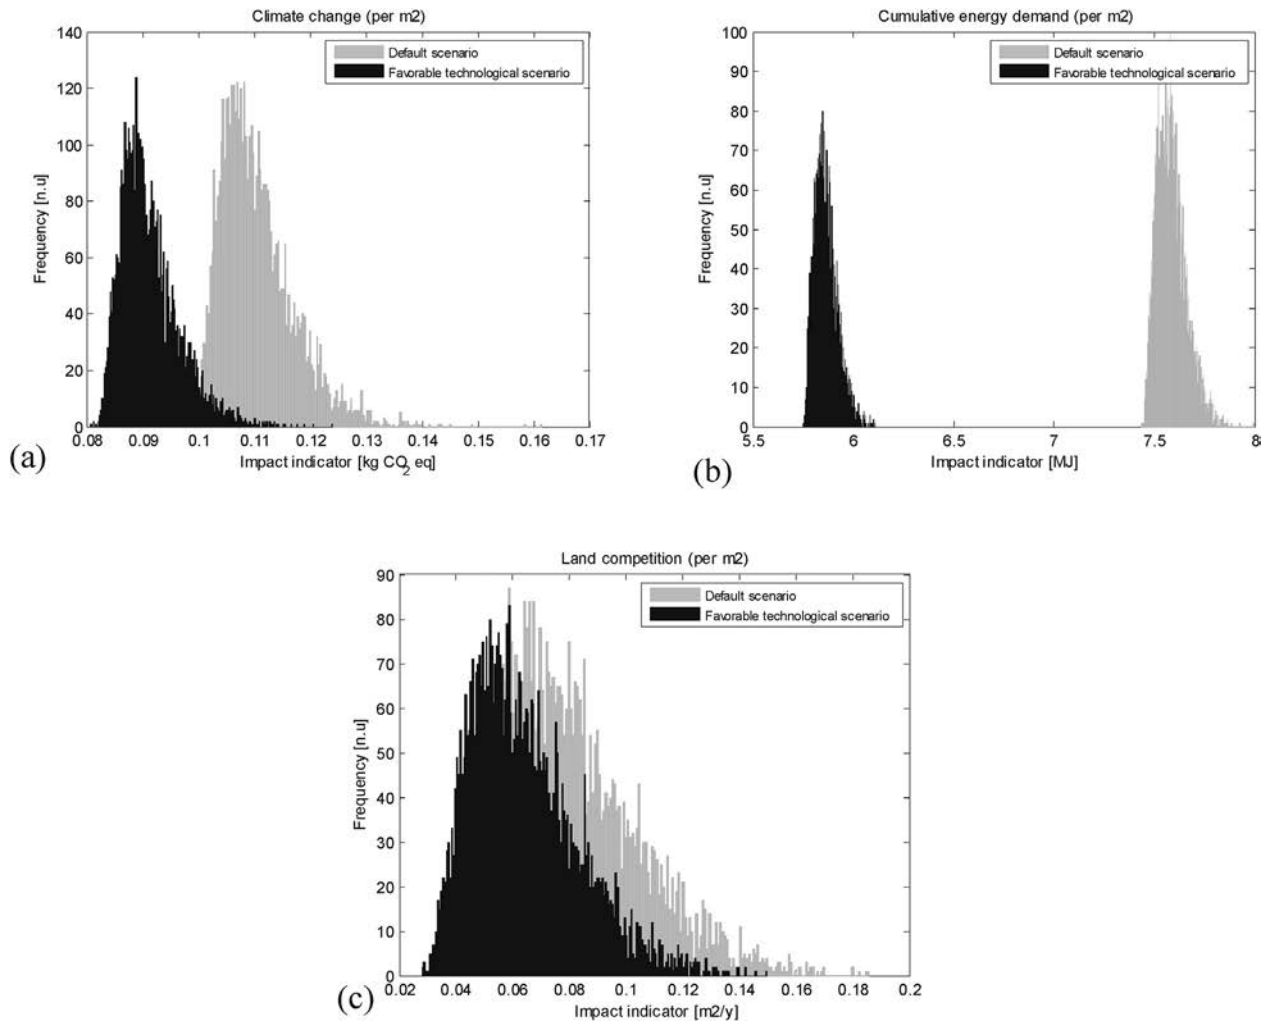 Climate change (per m2)
140
120
100
80
60
40
20
0
Frequency [n.u]
Default scenario
Favorable technological scenario
0.08 0.09 0.1 0.11 0.12 0.13 0.14 0.15 0.16 0.17
Impact indicator [kg CO2 eq]
(a)
Cumulative energy demand (per m2)
100
90
80
70
60
50
40
30
20
10
0
Frequency [n.u]
Default scenario
Favorable technological scenario
5.5 6 6.5 7 7.5 8
Impact indicator [MJ]
(b)
Land competition (per m2)
90
80
70
60
50
40
30
20
10
0
Frequency [n.u]
Default scenario
Favorable technological scenario
0.02 0.04 0.06 0.08 0.1 0.12 0.14 0.16 0.18 0.2
Impact indicator [m2/y]
(c)